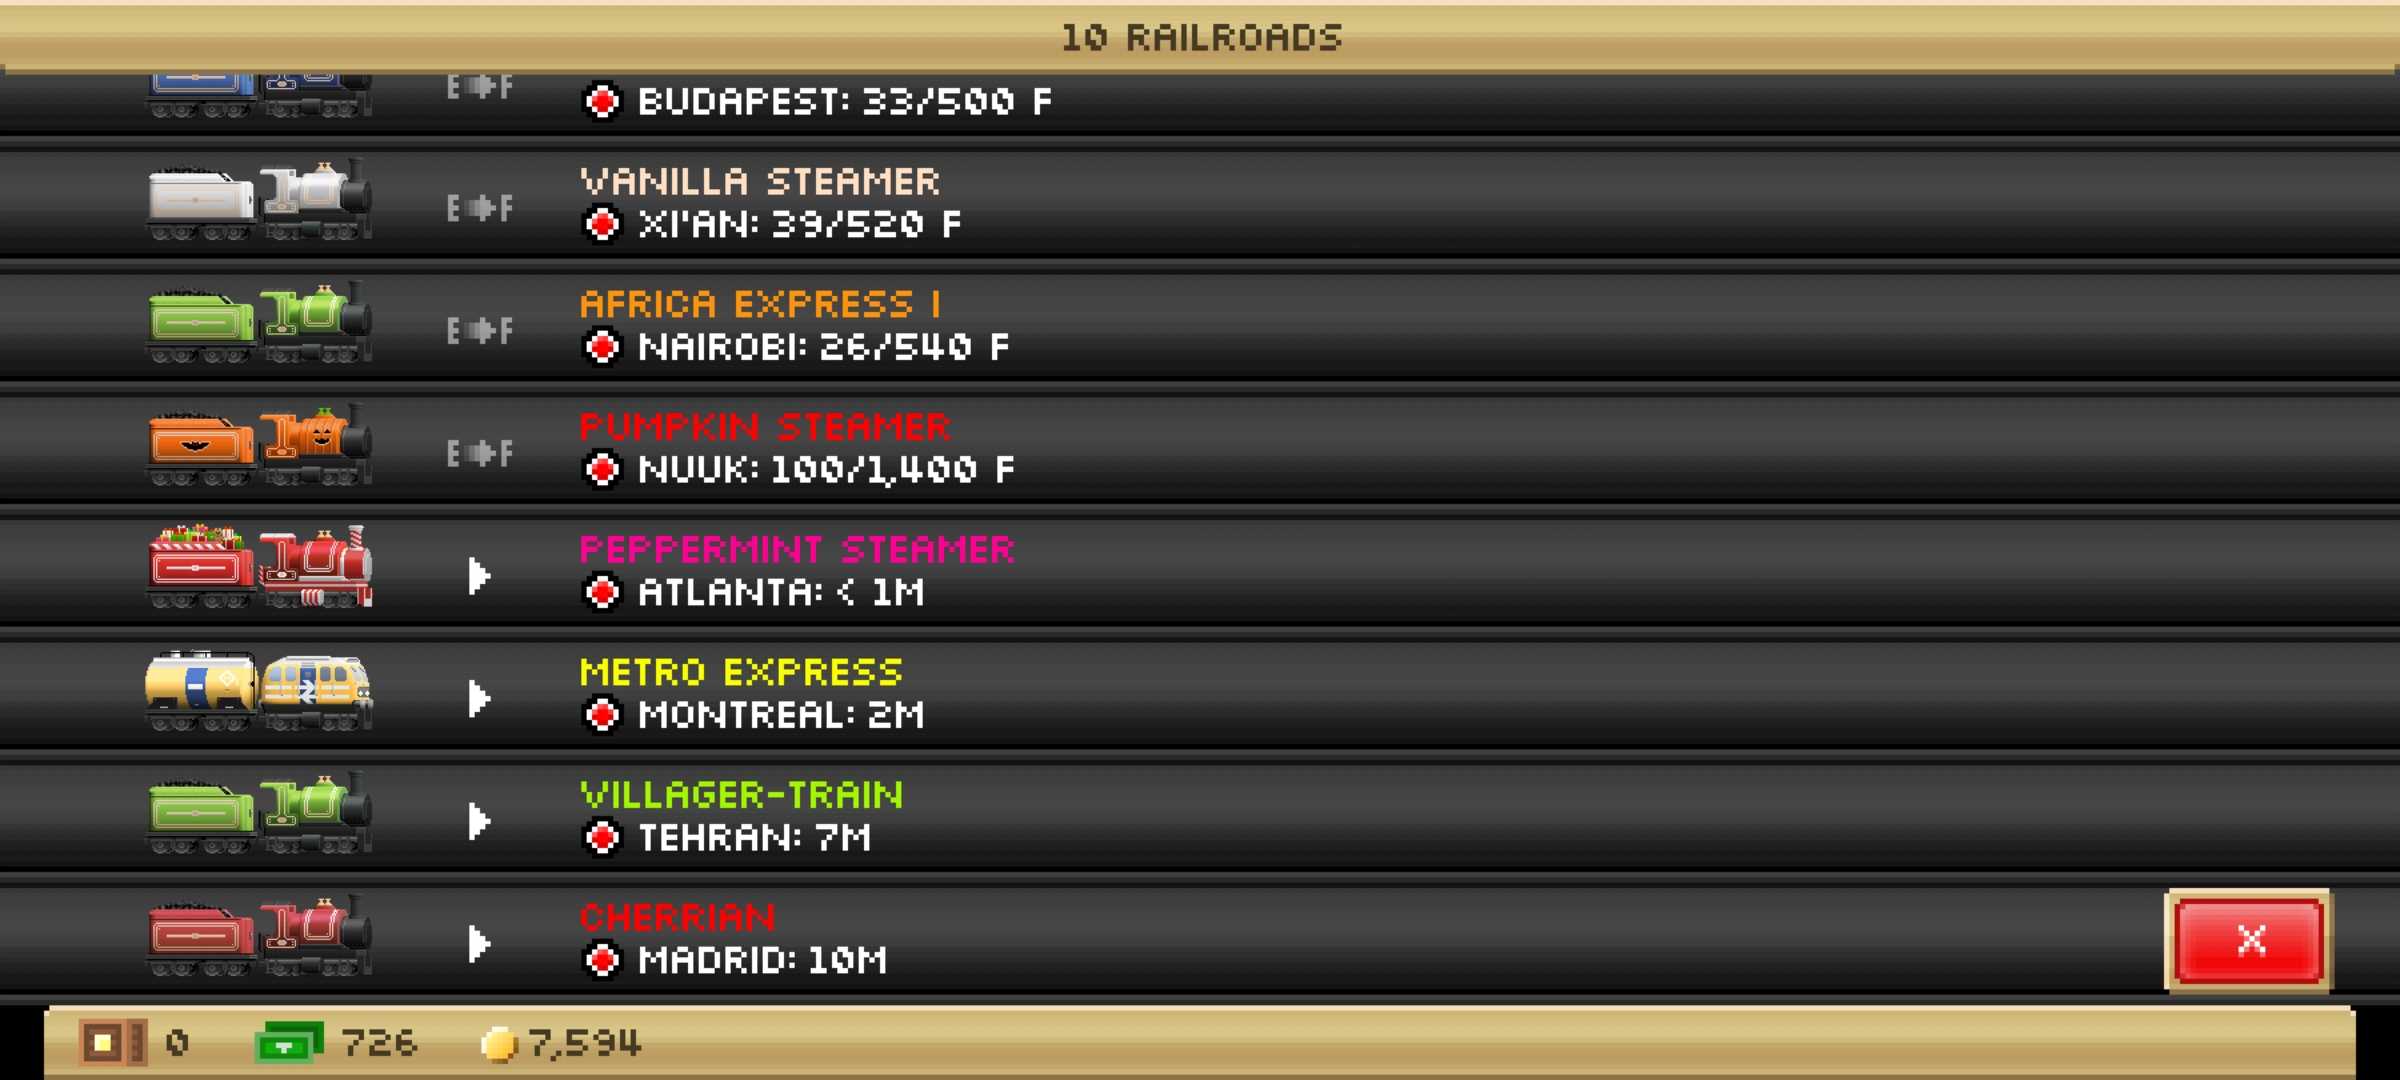 10 RAILROADS
E F
BUDAPEST: 33/500 F
VANILLA STEAMER
E F
XI'AN: 39/520 F
AFRICA EXPRESS I
E F
NAIROBI: 26/540 F
PUMPKIN STEAMER
E F
NUUK: 100/1,400 F
PEPPERMINT STEAMER
ATLANTA: < 1M
METRO EXPRESS
MONTREAL: 2M
VILLAGER-TRAIN
TEHRAN: 7M
CHERRIAN
MADRID: 10M
X
0 726 7,594